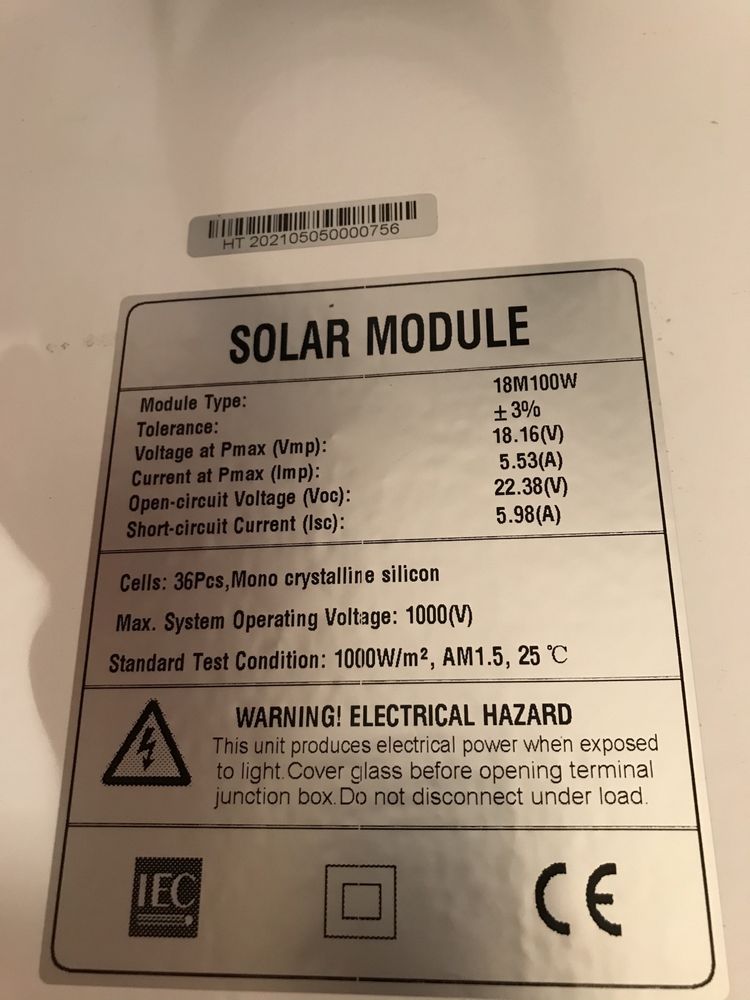 HT 202105050000756
SOLAR MODULE
Module Type: 18M100W
Tolerance: ±3%
Voltage at Pmax (Vmp): 18.16(V)
Current at Pmax (Imp): 5.53(A)
Open-circuit Voltage (Voc): 22.38(V)
Short-circuit Current (Isc): 5.98(A)
Cells: 36Pcs,Mono crystalline silicon
Max. System Operating Voltage: 1000(V)
Standard Test Condition: 1000W/m², AM1.5, 25 ℃
WARNING! ELECTRICAL HAZARD
This unit produces electrical power when exposed
to light.Cover glass before opening terminal
junction box.Do not disconnect under load.
IEC CE